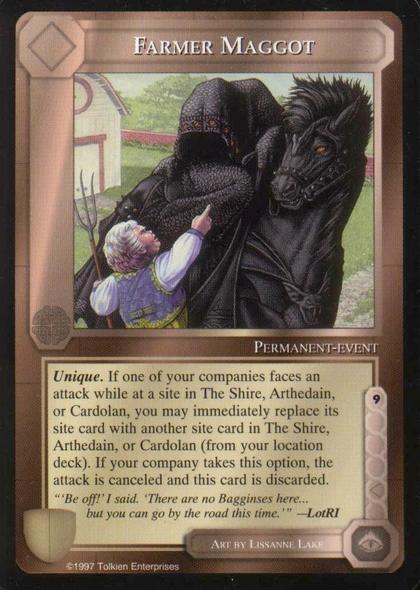 FARMER MAGGOT
PERMANENT-EVENT
Unique. If one of your companies faces an
attack while at a site in The Shire, Arthedain,
or Cardolan, you may immediately replace its
site card with another site card in The Shire,
Arthedain, or Cardolan (from your location
deck). If your company takes this option, the
attack is canceled and this card is discarded.
“‘Be off!’ I said. ‘There are no Bagginses here...
but you can go by the road this time.’” —LotRI
9
ART BY LISSANNE LAKE
©1997 Tolkien Enterprises